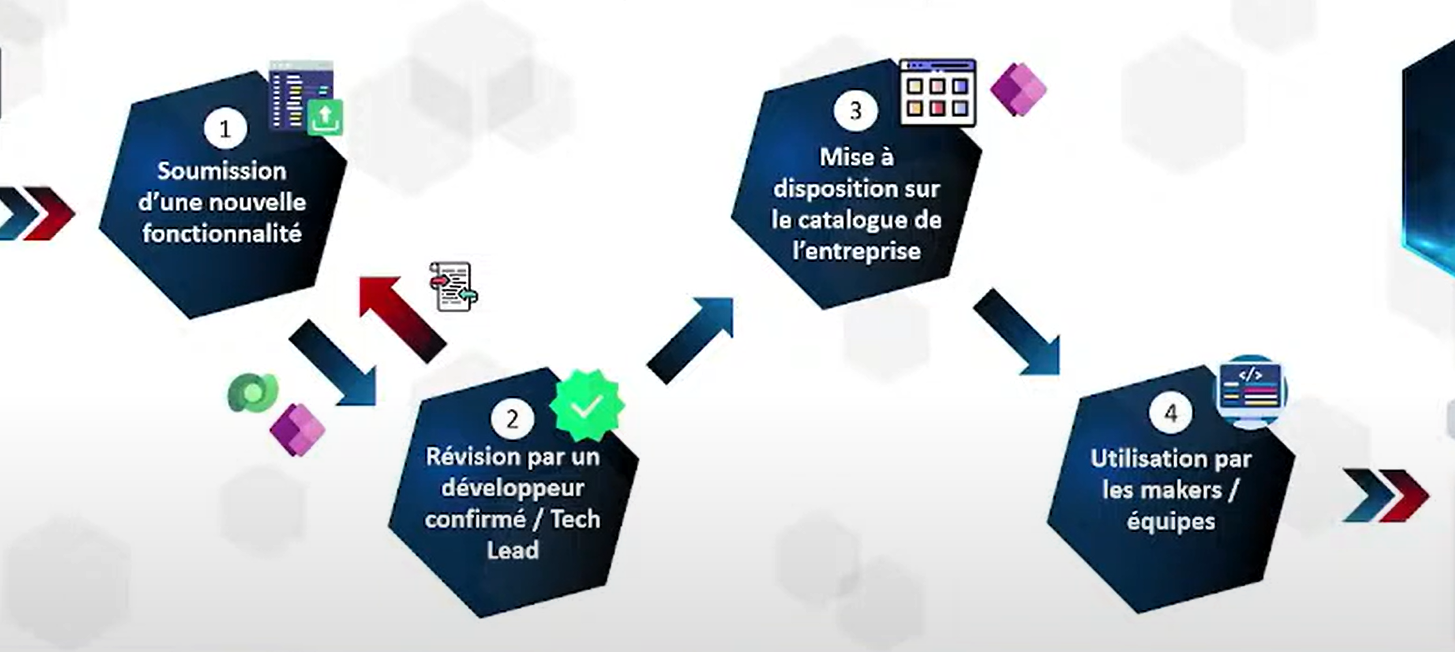 1
Soumission
d’une nouvelle
fonctionnalité
2
Révision par un
développeur
confirmé / Tech
Lead
3
Mise à
disposition sur
le catalogue de
l’entreprise
4
</>
Utilisation par
les makers /
équipes